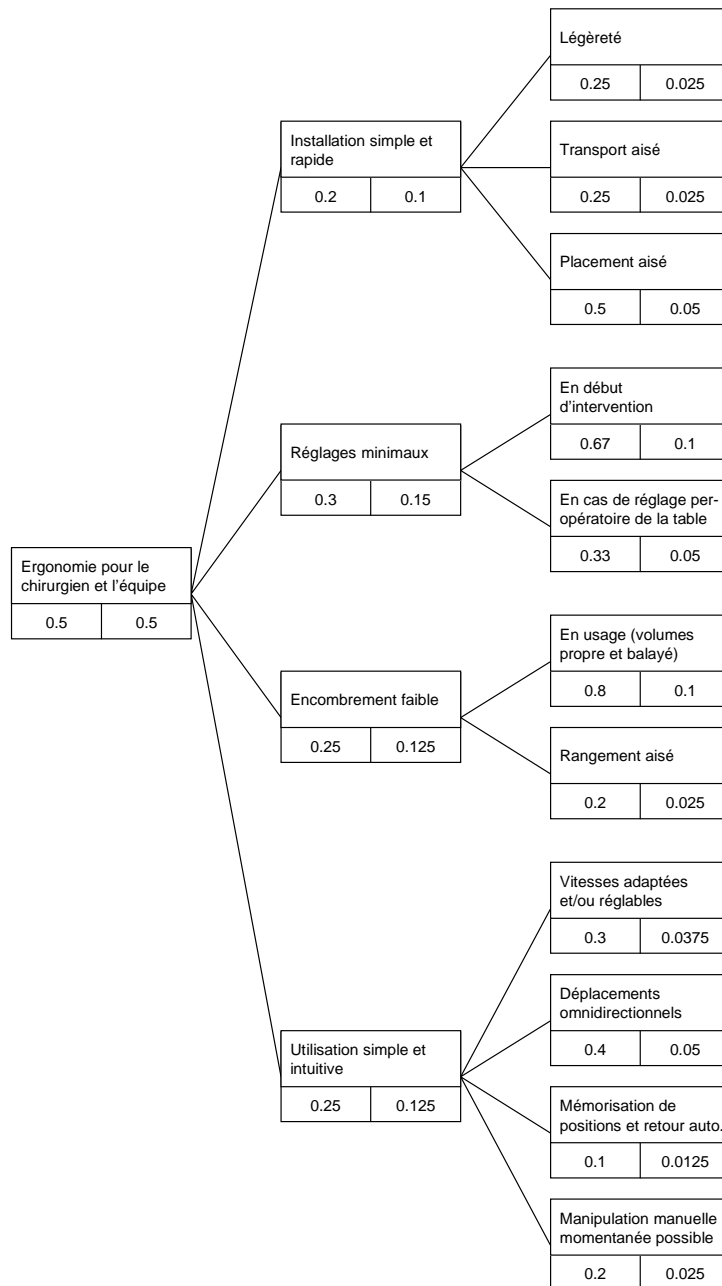 Légèreté
0.25 0.025
Installation simple et
rapide
0.2 0.1
Transport aisé
0.25 0.025
Placement aisé
0.5 0.05
En début
d'intervention
0.67 0.1
Réglages minimaux
0.3 0.15
En cas de réglage per-
opératoire de la table
0.33 0.05
Ergonomie pour le
chirurgien et l'équipe
0.5 0.5
En usage (volumes
propre et balayé)
0.8 0.1
Encombrement faible
0.25 0.125
Rangement aisé
0.2 0.025
Vitesses adaptées
et/ou réglables
0.3 0.0375
Déplacements
omnidirectionnels
0.4 0.05
Utilisation simple et
intuitive
0.25 0.125
Mémorisation de
positions et retour auto.
0.1 0.0125
Manipulation manuelle
momentanée possible
0.2 0.025